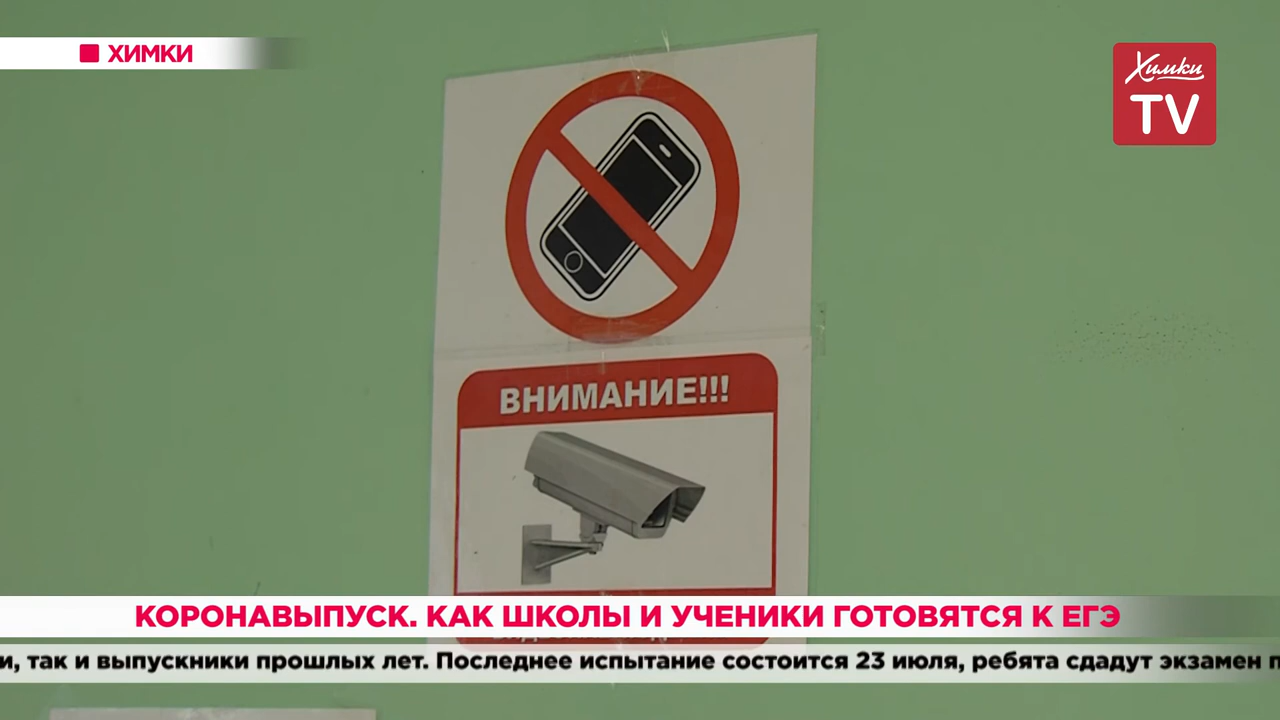 ХИМКИ
Химки
TV
ВНИМАНИЕ!!!
КОРОНАВЫПУСК. КАК ШКОЛЫ И УЧЕНИКИ ГОТОВЯТСЯ К ЕГЭ
и, так и выпускники прошлых лет. Последнее испытание состоится 23 июля, ребята сдадут экзамен п